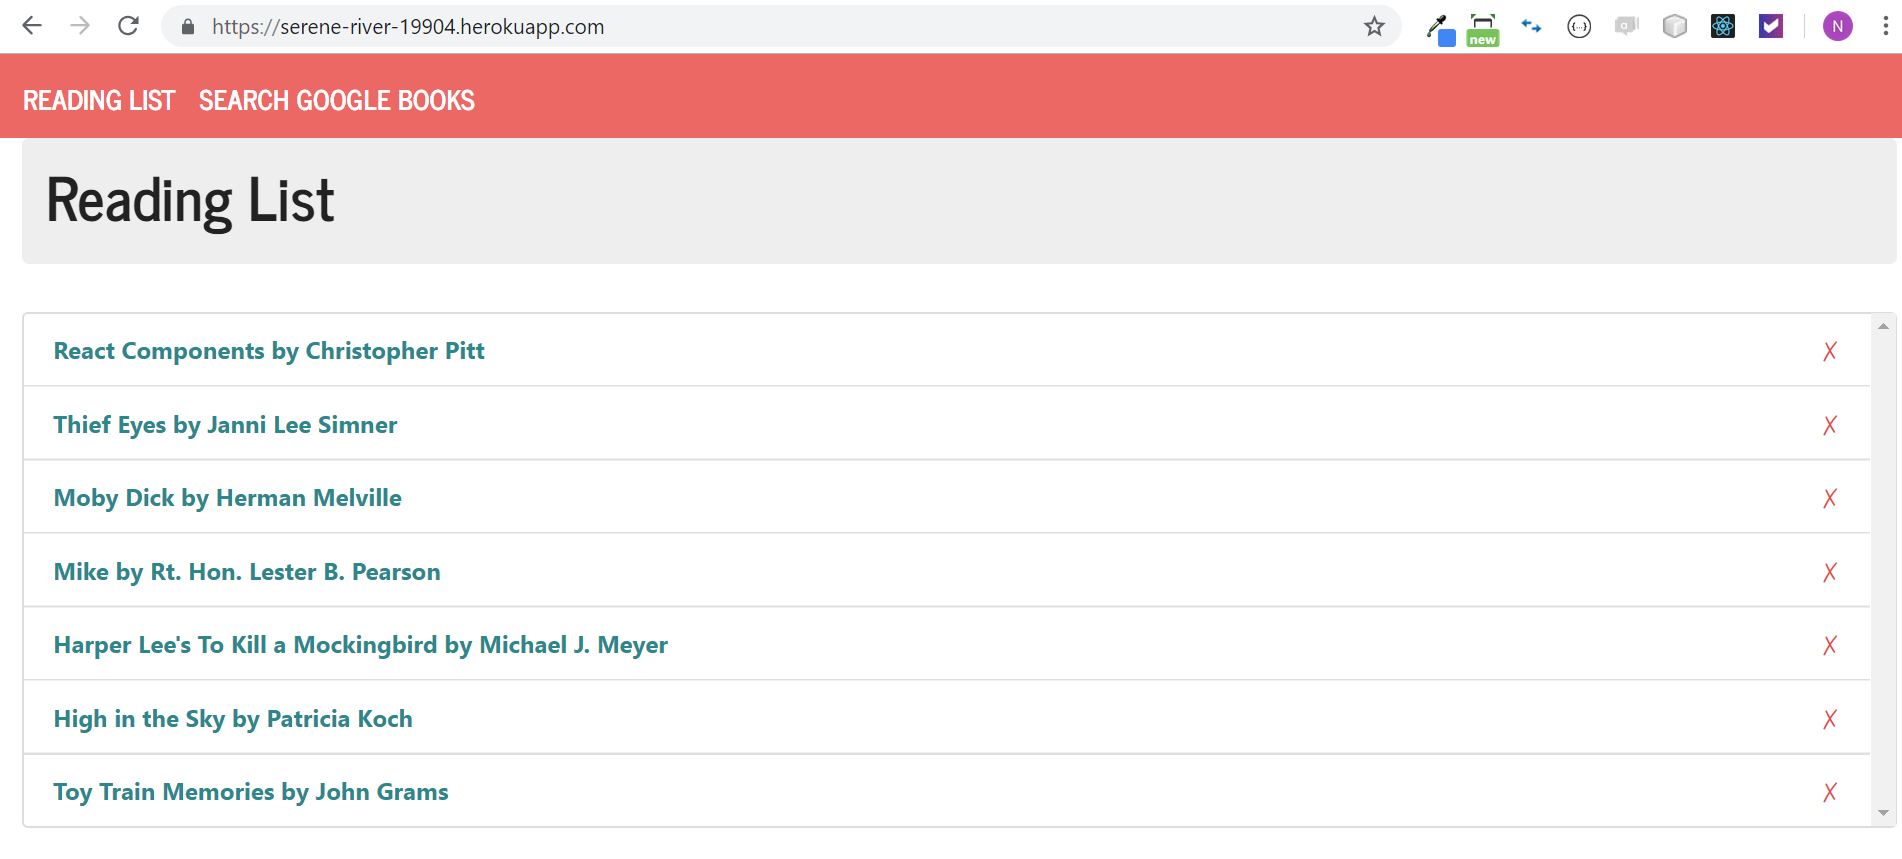 https://serene-river-19904.herokuapp.com
new
N
READING LIST SEARCH GOOGLE BOOKS
Reading List
React Components by Christopher Pitt ✗
Thief Eyes by Janni Lee Simner ✗
Moby Dick by Herman Melville ✗
Mike by Rt. Hon. Lester B. Pearson ✗
Harper Lee's To Kill a Mockingbird by Michael J. Meyer ✗
High in the Sky by Patricia Koch ✗
Toy Train Memories by John Grams ✗